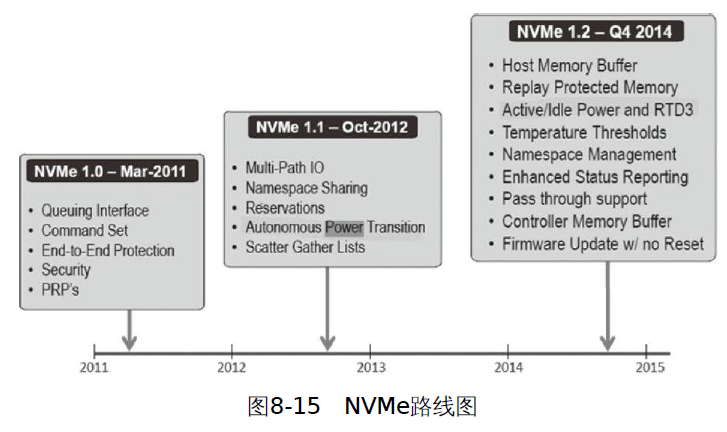 NVMe 1.0 – Mar-2011
• Queuing Interface
• Command Set
• End-to-End Protection
• Security
• PRP's
NVMe 1.1 – Oct-2012
• Multi-Path IO
• Namespace Sharing
• Reservations
• Autonomous Power Transition
• Scatter Gather Lists
NVMe 1.2 – Q4 2014
• Host Memory Buffer
• Replay Protected Memory
• Active/Idle Power and RTD3
• Temperature Thresholds
• Namespace Management
• Enhanced Status Reporting
• Pass through support
• Controller Memory Buffer
• Firmware Update w/ no Reset
2011
2012
2013
2014
2015
图8-15 NVMe路线图